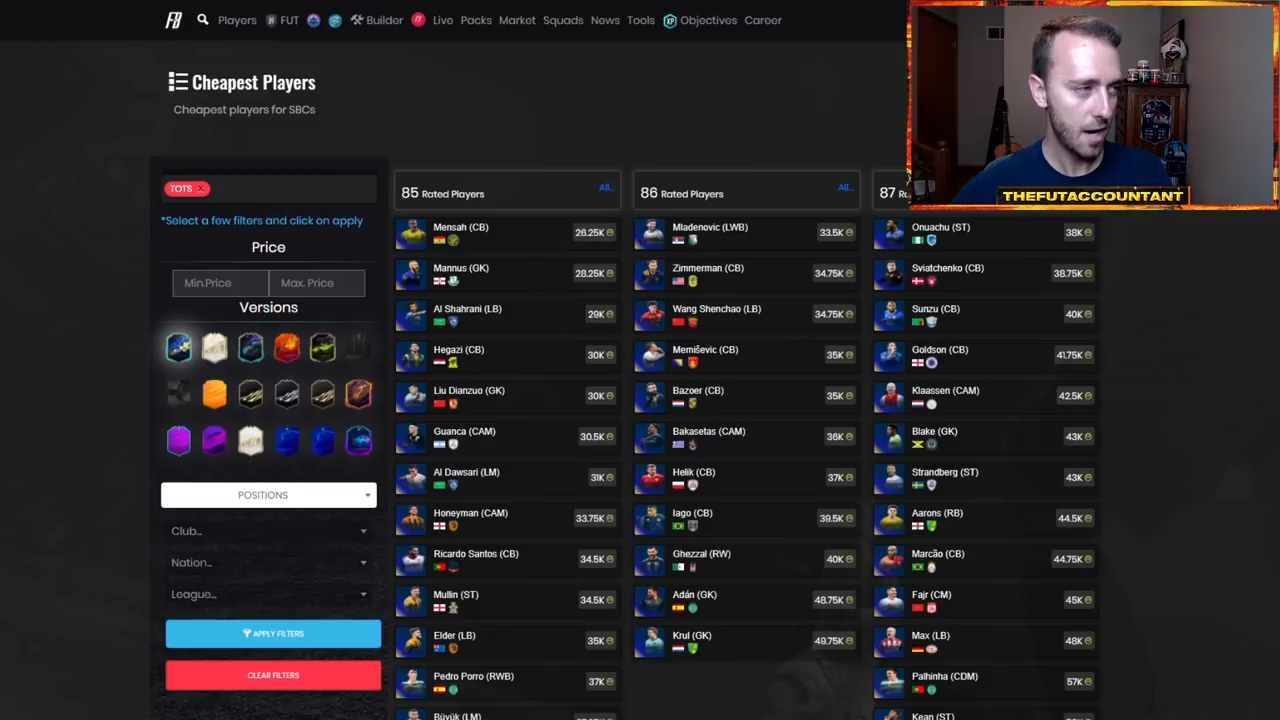 FB Players FUT Builder Live Packs Market Squads News Tools XP Objectives Career
Cheapest Players
Cheapest players for SBCs
TOTS x
*Select a few filters and click on apply
Price
Min.Price Max. Price
Versions
POSITIONS
Club...
Nation...
League...
APPLY FILTERS
CLEAR FILTERS
85 Rated Players All...
Mensah (CB) 26.25K
Mannus (GK) 28.25K
Al Shahrani (LB) 29K
Hegazi (CB) 30K
Liu Dianzuo (GK) 30K
Guanca (CAM) 30.5K
Al Dawsari (LM) 31K
Honeyman (CAM) 33.75K
Ricardo Santos (CB) 34.5K
Mullin (ST) 34.5K
Elder (LB) 35K
Pedro Porro (RWB) 37K
Büyük (LM)
86 Rated Players All...
Mladenovic (LWB) 33.5K
Zimmerman (CB) 34.75K
Wang Shenchao (LB) 34.75K
Memišević (CB) 35K
Bazoer (CB) 35K
Bakasetas (CAM) 36K
Helik (CB) 37K
Iago (CB) 39.5K
Ghezzal (RW) 40K
Adán (GK) 48.75K
Krul (GK) 49.75K
87 Ra
Onuachu (ST) 38K
Sviatchenko (CB) 38.75K
Sunzu (CB) 40K
Goldson (CB) 41.75K
Klaassen (CAM) 42.5K
Blake (GK) 43K
Strandberg (ST) 43K
Aarons (RB) 44.5K
Marcão (CB) 44.75K
Fajr (CM) 45K
Max (LB) 48K
Palhinha (CDM) 57K
Kean (ST)
THEFUTACCOUNTANT